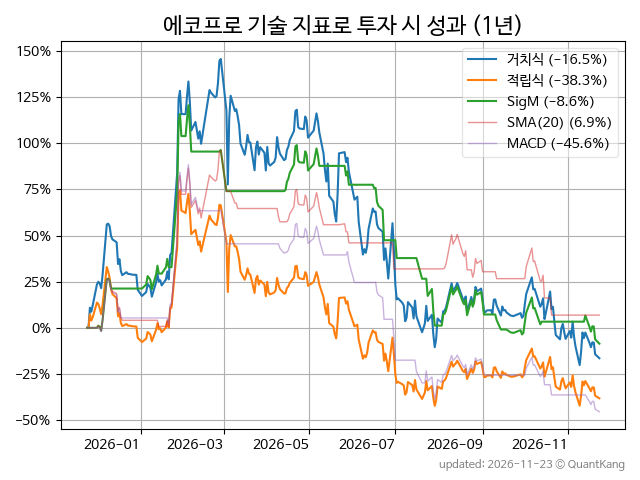 에코프로 기술 지표로 투자 시 성과 (1년)
150%
125%
100%
75%
50%
25%
0%
−25%
−50%
거치식 (−16.5%)
적립식 (−38.3%)
SigM (−8.6%)
SMA(20) (6.9%)
MACD (−45.6%)
2026-01 2026-03 2026-05 2026-07 2026-09 2026-11
updated: 2026-11-23 © QuantKang